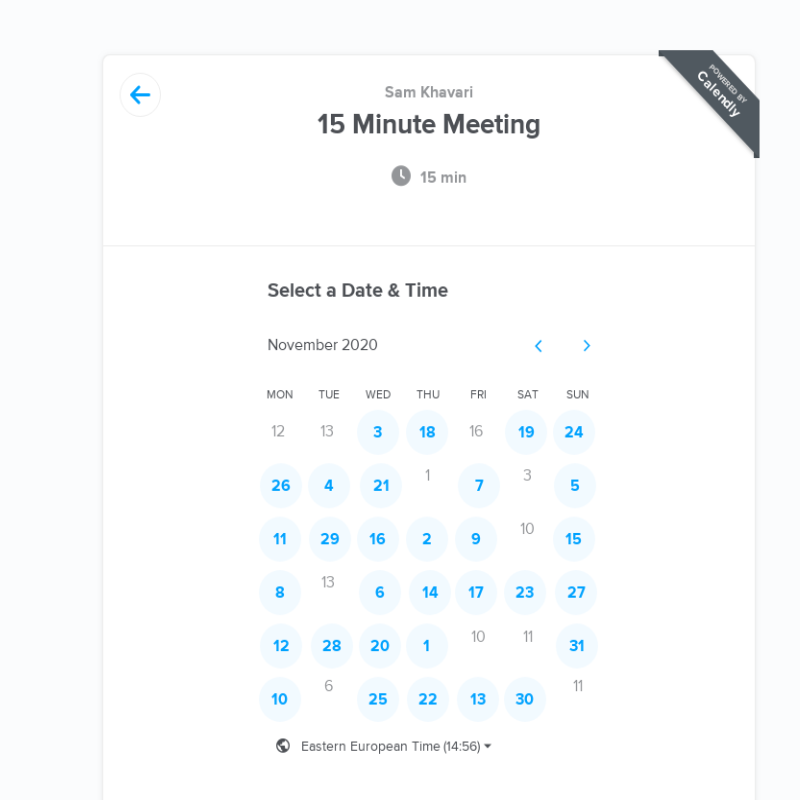 POWERED BY
Calendly
Sam Khavari
15 Minute Meeting
15 min
Select a Date & Time
November 2020
MON TUE WED THU FRI SAT SUN
12 13 3 18 16 19 24
26 4 21 1 7 3 5
11 29 16 2 9 10 15
8 13 6 14 17 23 27
12 28 20 1 10 11 31
10 6 25 22 13 30 11
Eastern European Time (14:56)